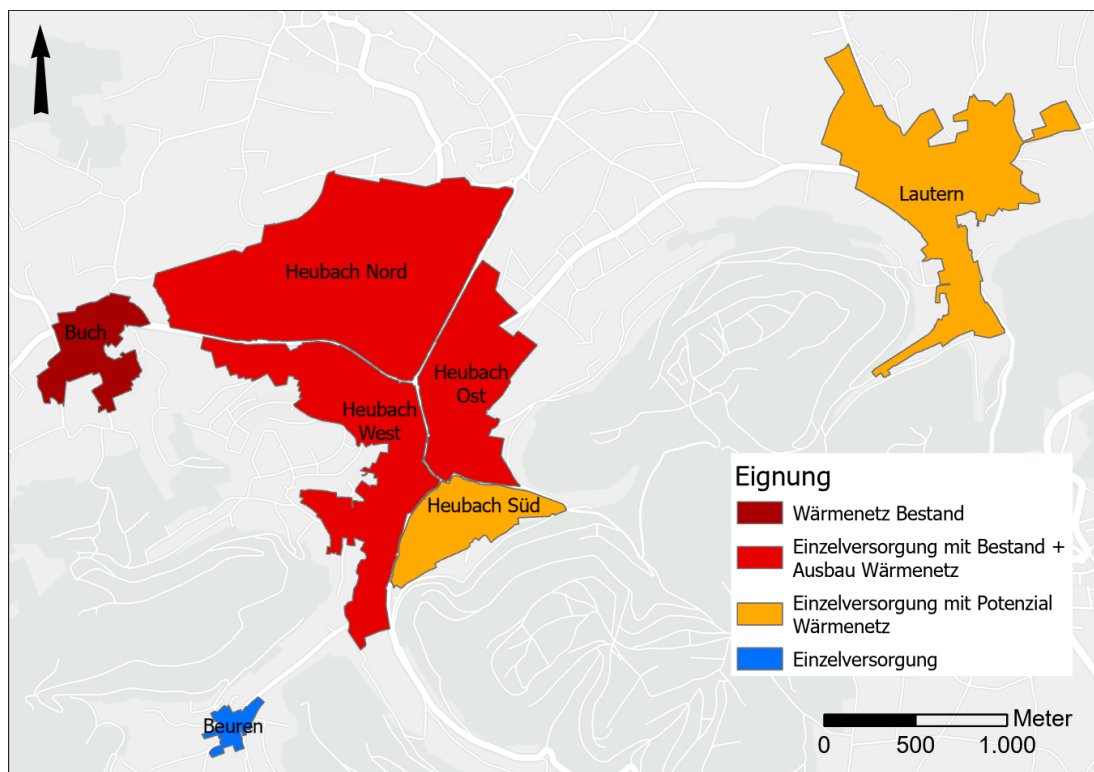 Lautern
Heubach Nord
Buch
Heubach
Ost
Heubach
West
Heubach Süd
Beuren
Eignung
Wärmenetz Bestand
Einzelversorgung mit Bestand +
Ausbau Wärmenetz
Einzelversorgung mit Potenzial
Wärmenetz
Einzelversorgung
Meter
0 500 1.000